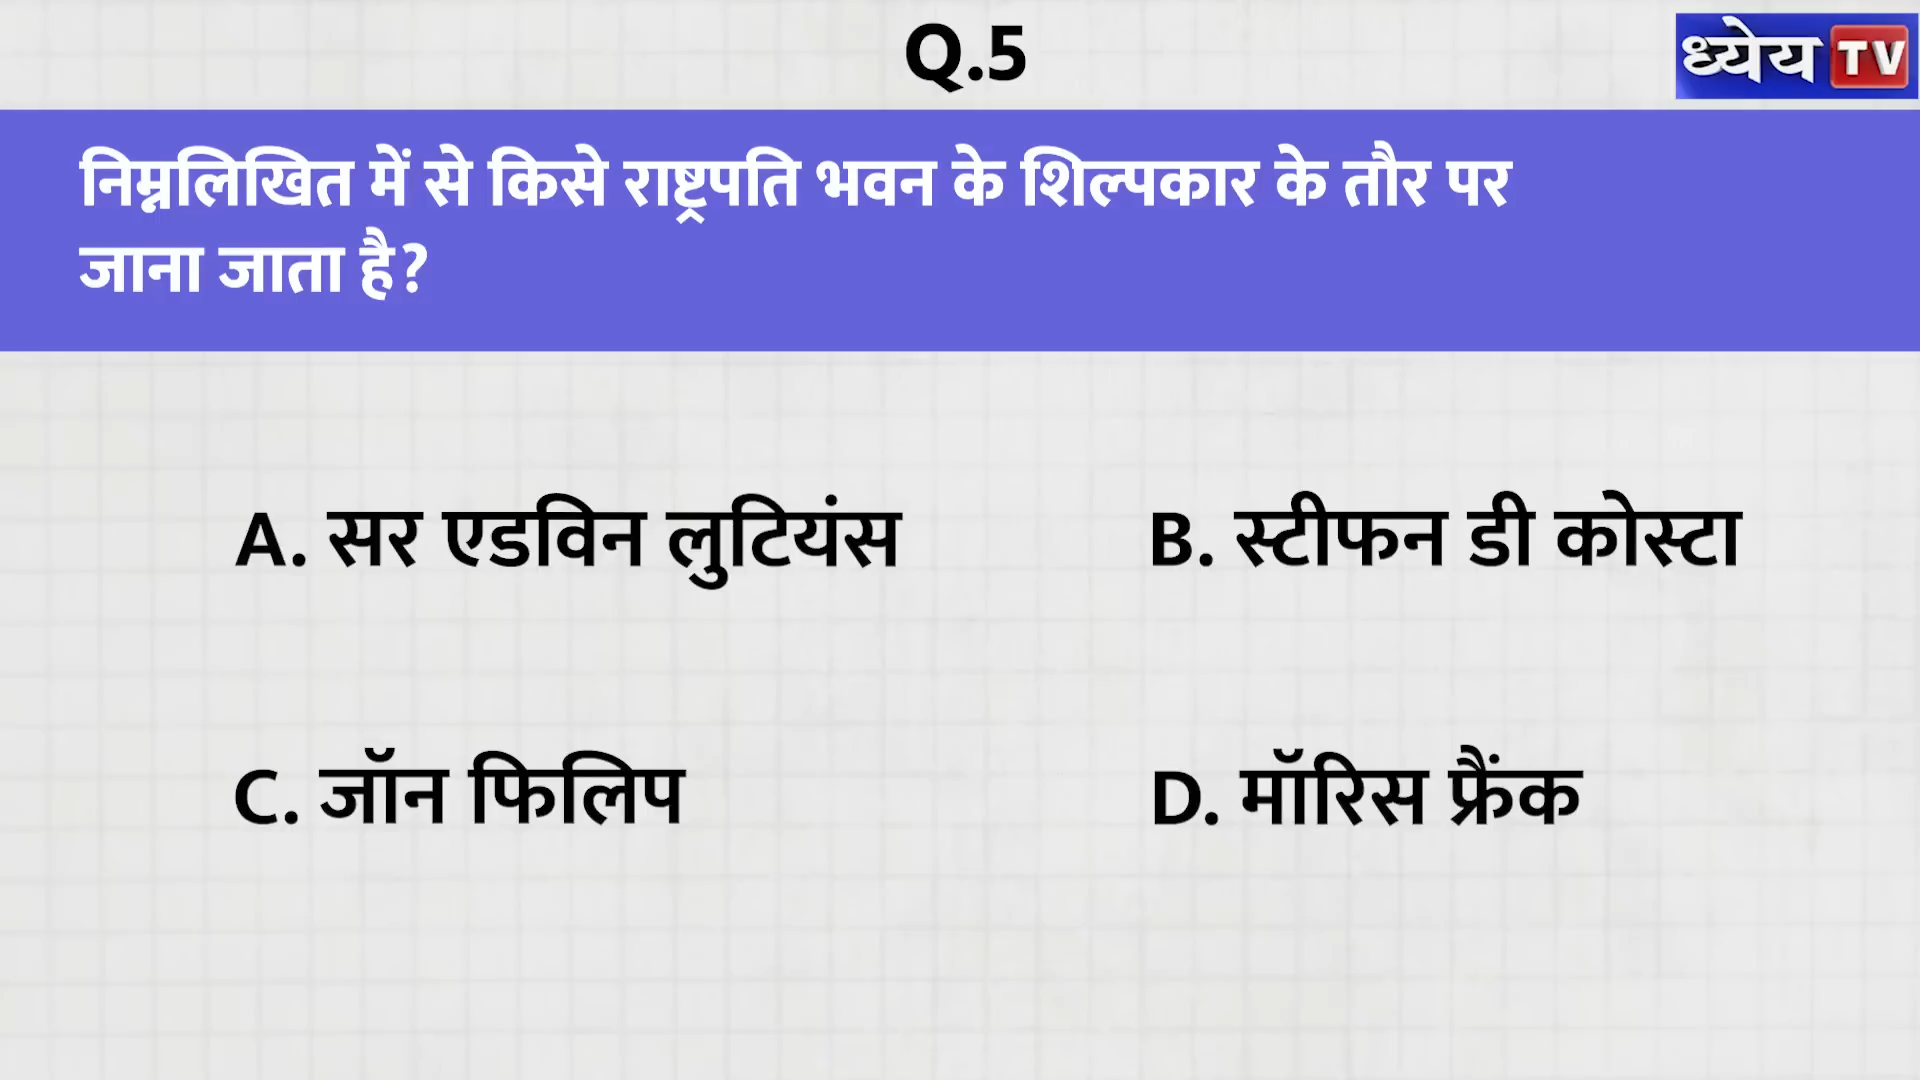 Q.5
ध्येय TV
निम्नलिखित में से किसे राष्ट्रपति भवन के शिल्पकार के तौर पर
जाना जाता है?
A. सर एडविन लुटियंस
B. स्टीफन डी कोस्टा
C. जॉन फिलिप
D. मॉरिस फ्रैंक